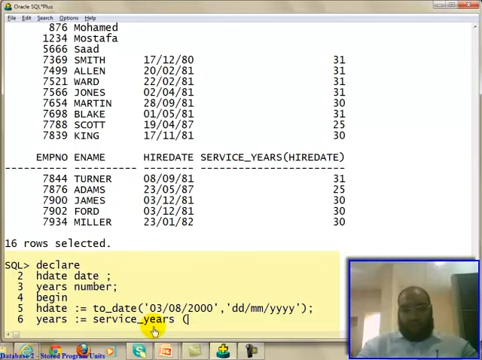 Oracle SQL*Plus
File Edit Search Options Help
876 Mohamed
1234 Mostafa
5666 Saad
7369 SMITH 17/12/80 31
7499 ALLEN 20/02/81 31
7521 WARD 22/02/81 31
7566 JONES 02/04/81 31
7654 MARTIN 28/09/81 30
7698 BLAKE 01/05/81 31
7788 SCOTT 19/04/87 25
7839 KING 17/11/81 30
EMPNO ENAME HIREDATE SERVICE_YEARS(HIREDATE)
---------- ---------- -------- -----------------------
7844 TURNER 08/09/81 31
7876 ADAMS 23/05/87 25
7900 JAMES 03/12/81 30
7902 FORD 03/12/81 30
7934 MILLER 23/01/82 30
16 rows selected.
SQL> declare
2 hdate date ;
3 years number;
4 begin
5 hdate := to_date('03/08/2000','dd/mm/yyyy');
6 years := service_years (
Database-2 - Stored Program Units